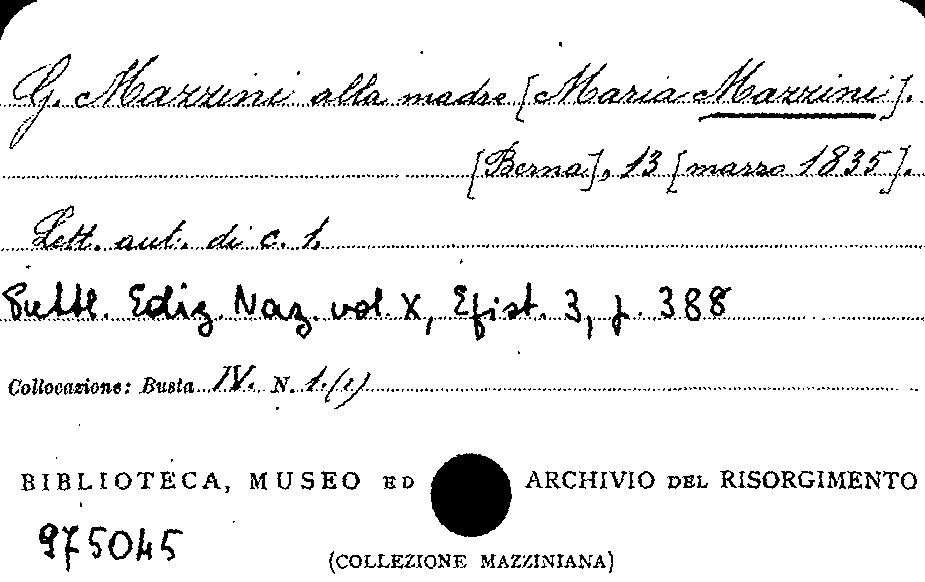 G. Mazzini alla madre [Maria Mazzini].
[Berna], 13 [marzo 1835].
Lett. aut. di c. 1.
Pubbl. Ediz. Naz. vol. X, Epist. 3, p. 388
Collocazione: Busta IV. N. 1.(1)
BIBLIOTECA, MUSEO ED ARCHIVIO DEL RISORGIMENTO
975045
(COLLEZIONE MAZZINIANA)